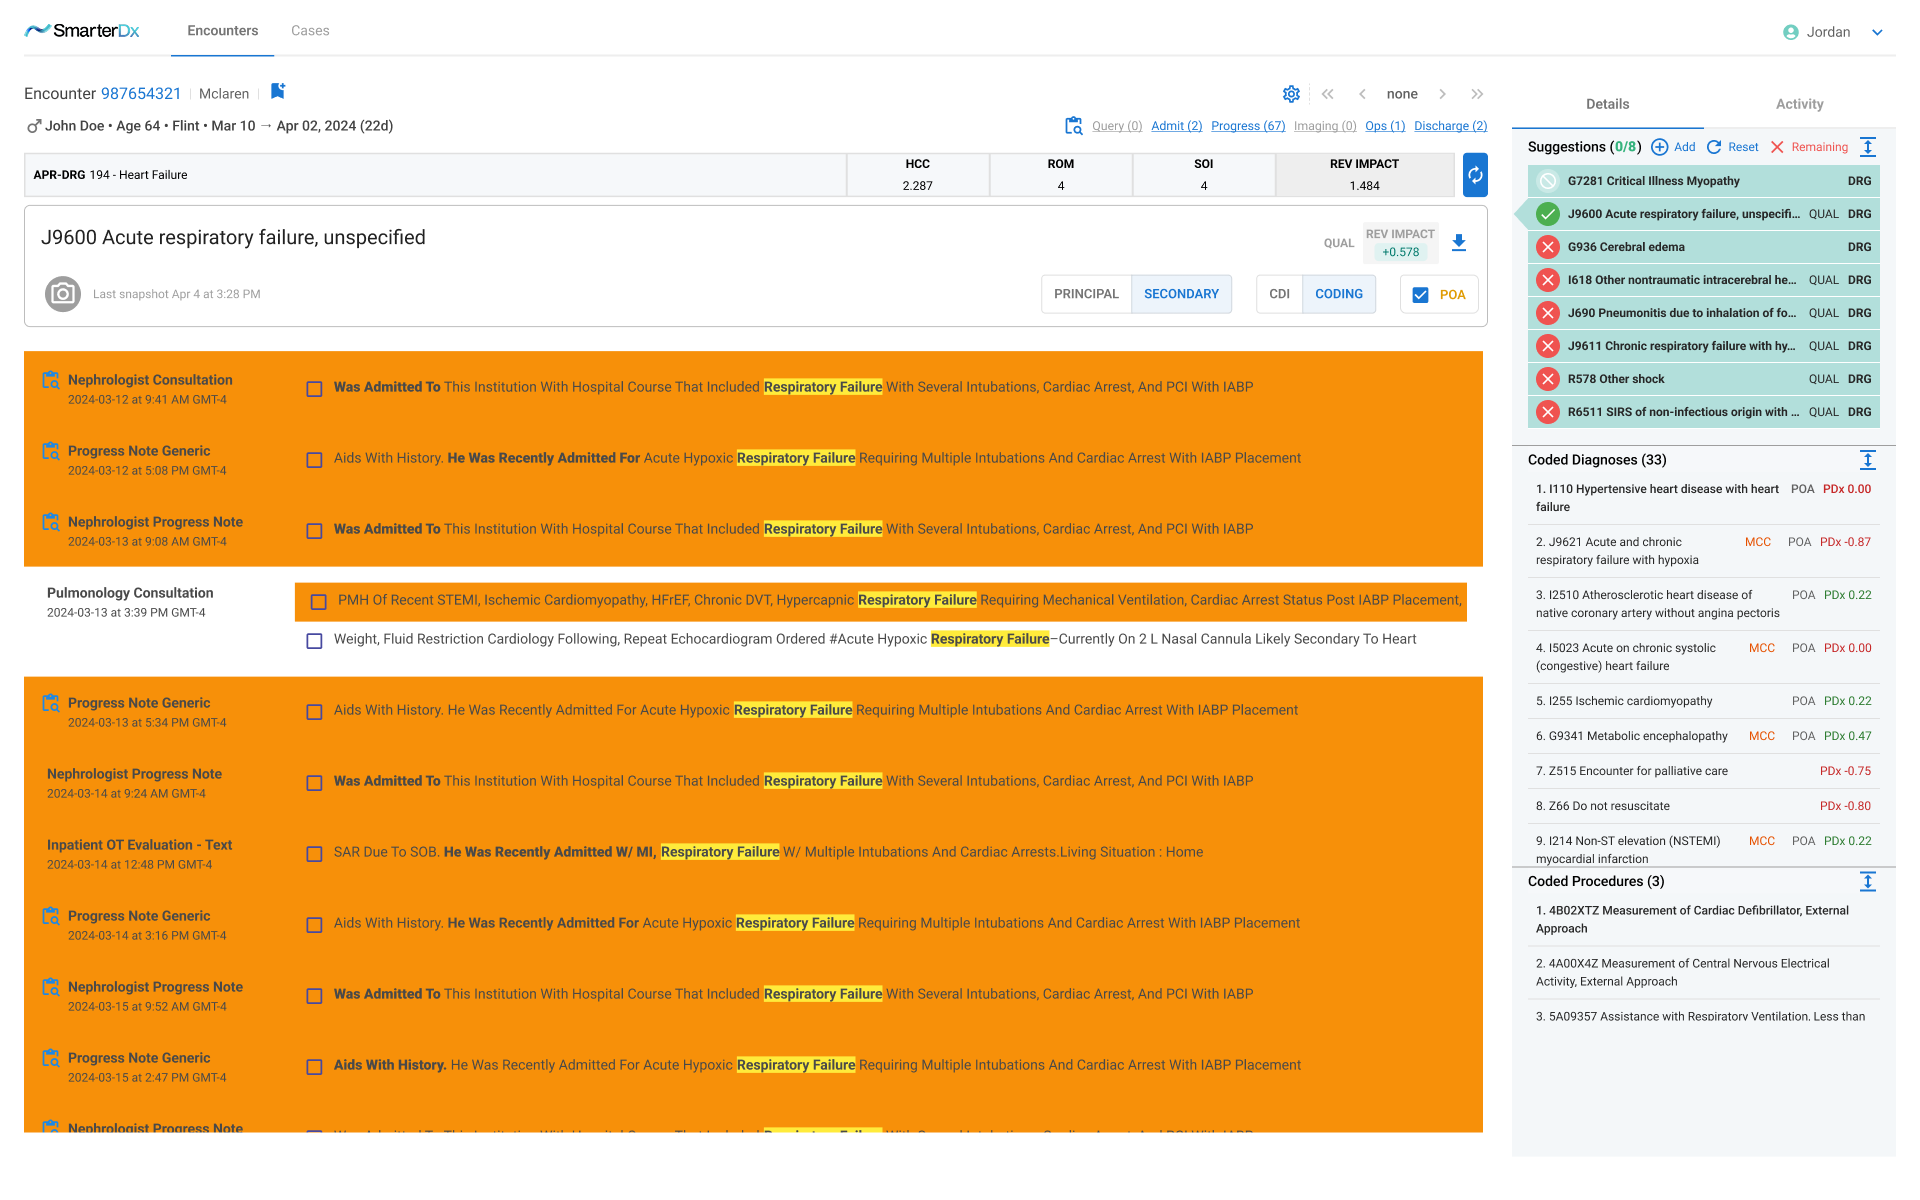 SmarterDx
Encounters Cases
Jordan
Encounter 987654321 Mclaren
none
John Doe • Age 64 • Flint • Mar 10 → Apr 02, 2024 (22d)
Query (0) Admit (2) Progress (67) Imaging (0) Ops (1) Discharge (2)
APR-DRG 194 - Heart Failure
HCC
2.287
ROM
4
SOI
4
REV IMPACT
1.484
J9600 Acute respiratory failure, unspecified
QUAL
REV IMPACT
+0.578
Last snapshot Apr 4 at 3:28 PM
PRINCIPAL SECONDARY
CDI CODING
POA
Nephrologist Consultation
2024-03-12 at 9:41 AM GMT-4
Was Admitted To This Institution With Hospital Course That Included Respiratory Failure With Several Intubations, Cardiac Arrest, And PCI With IABP
Progress Note Generic
2024-03-12 at 5:08 PM GMT-4
Aids With History. He Was Recently Admitted For Acute Hypoxic Respiratory Failure Requiring Multiple Intubations And Cardiac Arrest With IABP Placement
Nephrologist Progress Note
2024-03-13 at 9:08 AM GMT-4
Was Admitted To This Institution With Hospital Course That Included Respiratory Failure With Several Intubations, Cardiac Arrest, And PCI With IABP
Pulmonology Consultation
2024-03-13 at 3:39 PM GMT-4
PMH Of Recent STEMI, Ischemic Cardiomyopathy, HFrEF, Chronic DVT, Hypercapnic Respiratory Failure Requiring Mechanical Ventilation, Cardiac Arrest Status Post IABP Placement,
Weight, Fluid Restriction Cardiology Following, Repeat Echocardiogram Ordered #Acute Hypoxic Respiratory Failure–Currently On 2 L Nasal Cannula Likely Secondary To Heart
Progress Note Generic
2024-03-13 at 5:34 PM GMT-4
Aids With History. He Was Recently Admitted For Acute Hypoxic Respiratory Failure Requiring Multiple Intubations And Cardiac Arrest With IABP Placement
Nephrologist Progress Note
2024-03-14 at 9:24 AM GMT-4
Was Admitted To This Institution With Hospital Course That Included Respiratory Failure With Several Intubations, Cardiac Arrest, And PCI With IABP
Inpatient OT Evaluation - Text
2024-03-14 at 12:48 PM GMT-4
SAR Due To SOB. He Was Recently Admitted W/ MI, Respiratory Failure W/ Multiple Intubations And Cardiac Arrests.Living Situation : Home
Progress Note Generic
2024-03-14 at 3:16 PM GMT-4
Aids With History. He Was Recently Admitted For Acute Hypoxic Respiratory Failure Requiring Multiple Intubations And Cardiac Arrest With IABP Placement
Nephrologist Progress Note
2024-03-15 at 9:52 AM GMT-4
Was Admitted To This Institution With Hospital Course That Included Respiratory Failure With Several Intubations, Cardiac Arrest, And PCI With IABP
Progress Note Generic
2024-03-15 at 2:47 PM GMT-4
Aids With History. He Was Recently Admitted For Acute Hypoxic Respiratory Failure Requiring Multiple Intubations And Cardiac Arrest With IABP Placement
Nephrologist Progress Note
Details Activity
Suggestions (0/8) Add Reset Remaining
G7281 Critical Illness Myopathy DRG
J9600 Acute respiratory failure, unspecifi... QUAL DRG
G936 Cerebral edema DRG
I618 Other nontraumatic intracerebral he... QUAL DRG
J690 Pneumonitis due to inhalation of fo... QUAL DRG
J9611 Chronic respiratory failure with hy... QUAL DRG
R578 Other shock QUAL DRG
R6511 SIRS of non-infectious origin with ... QUAL DRG
Coded Diagnoses (33)
1. I110 Hypertensive heart disease with heart POA PDx 0.00
failure
2. J9621 Acute and chronic MCC POA PDx -0.87
respiratory failure with hypoxia
3. I2510 Atherosclerotic heart disease of POA PDx 0.22
native coronary artery without angina pectoris
4. I5023 Acute on chronic systolic MCC POA PDx 0.00
(congestive) heart failure
5. I255 Ischemic cardiomyopathy POA PDx 0.22
6. G9341 Metabolic encephalopathy MCC POA PDx 0.47
7. Z515 Encounter for palliative care PDx -0.75
8. Z66 Do not resuscitate PDx -0.80
9. I214 Non-ST elevation (NSTEMI) MCC POA PDx 0.22
myocardial infarction
Coded Procedures (3)
1. 4B02XTZ Measurement of Cardiac Defibrillator, External
Approach
2. 4A00X4Z Measurement of Central Nervous Electrical
Activity, External Approach
3. 5A09357 Assistance with Respiratory Ventilation, Less than